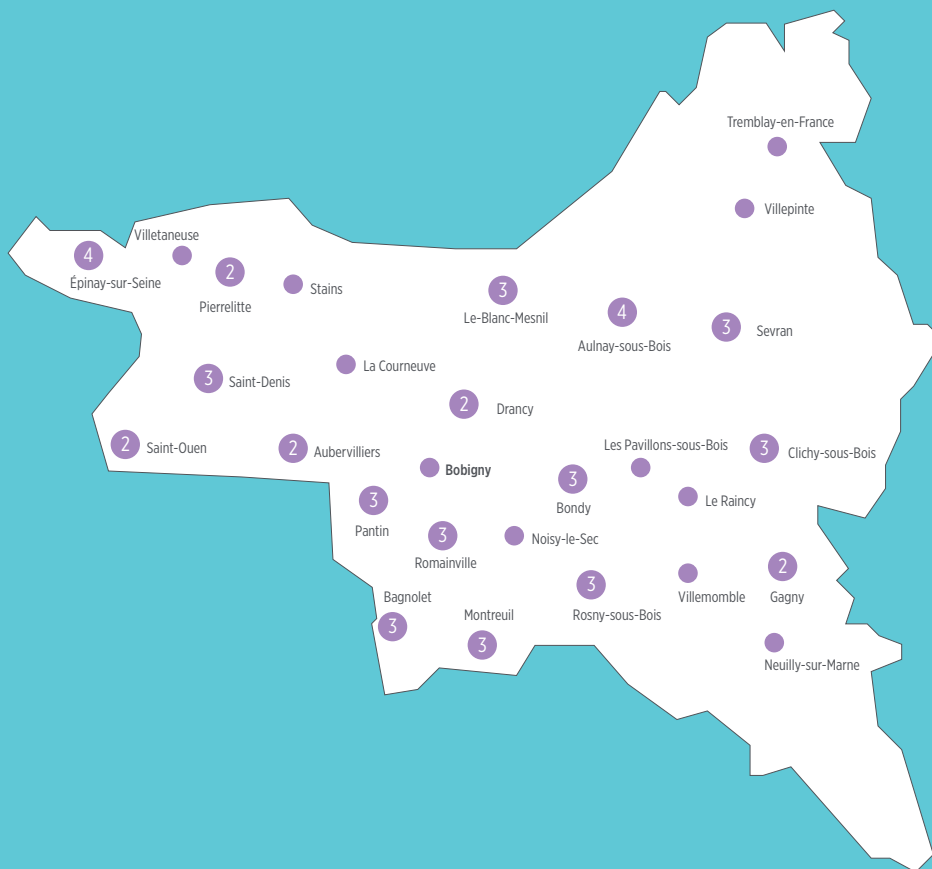 Tremblay-en-France
Villepinte
Villetaneuse
4
Épinay-sur-Seine
2
Pierrelitte
Stains
3
Le-Blanc-Mesnil
4
Aulnay-sous-Bois
3 Sevran
La Courneuve
3 Saint-Denis
2 Drancy
2 Saint-Ouen
2 Aubervilliers
Les Pavillons-sous-Bois
3 Clichy-sous-Bois
Bobigny
3
Bondy
Le Raincy
3
Pantin
3
Romainville
Noisy-le-Sec
2
Gagny
3
Rosny-sous-Bois
Villemomble
Bagnolet
3
Montreuil
3
Neuilly-sur-Marne